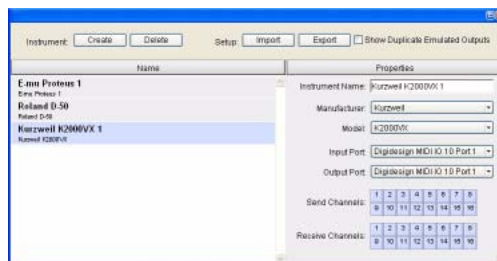 Instrument: Create Delete Setup: Import Export Show Duplicate Emulated Outputs
Name Properties
E-mu Proteus 1
E-mu Proteus 1
Roland D-50
Roland D-50
Kurzweil K2000VX 1
Kurzweil K2000VX
Instrument Name: Kurzweil K2000VX 1
Manufacturer: Kurzweil
Model: K2000VX
Input Port: Digidesign MIDI IO 10 Port 1
Output Port: Digidesign MIDI IO 10 Port 1
Send Channels: 1 2 3 4 5 6 7 8
9 10 11 12 13 14 15 16
Receive Channels: 1 2 3 4 5 6 7 8
9 10 11 12 13 14 15 16